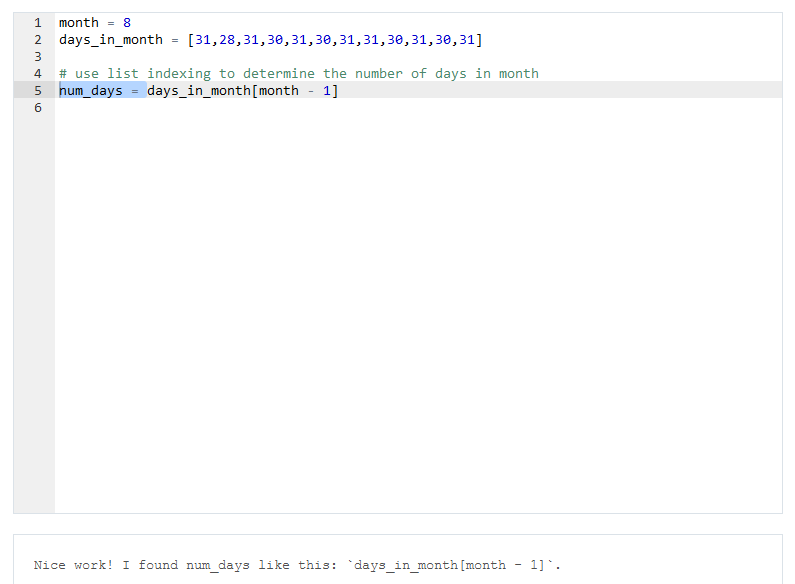 1 month = 8
2 days_in_month = [31,28,31,30,31,30,31,31,30,31,30,31]
3
4 # use list indexing to determine the number of days in month
5 num_days = days_in_month[month - 1]
6
Nice work! I found num_days like this: `days_in_month[month - 1]`.